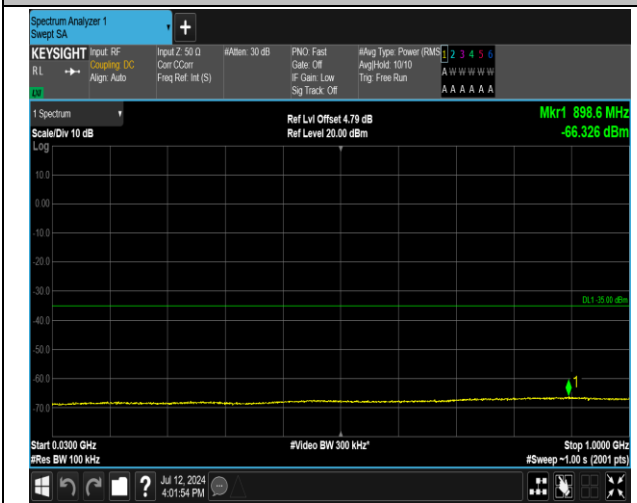 Spectrum Analyzer 1
Swept SA
+
KEYSIGHT
RL
Input: RF
Coupling: DC
Align: Auto
Input Z: 50 Ω
Corr CCorr
Freq Ref: Int (S)
#Atten: 30 dB
PNO: Fast
Gate: Off
IF Gain: Low
Sig Track: Off
#Avg Type: Power (RMS
Avg|Hold: 10/10
Trig: Free Run
1 2 3 4 5 6
A W W W W W
A A A A A A
1 Spectrum
Scale/Div 10 dB
Ref Lvl Offset 4.79 dB
Ref Level 20.00 dBm
Mkr1 898.6 MHz
-66.326 dBm
Log
10.0
0.00
-10.0
-20.0
-30.0
DL1 -35.00 dBm
-40.0
-50.0
-60.0
1
-70.0
Start 0.0300 GHz
#Res BW 100 kHz
#Video BW 300 kHz*
Stop 1.0000 GHz
#Sweep ~1.00 s (2001 pts)
?
Jul 12, 2024
4:01:54 PM